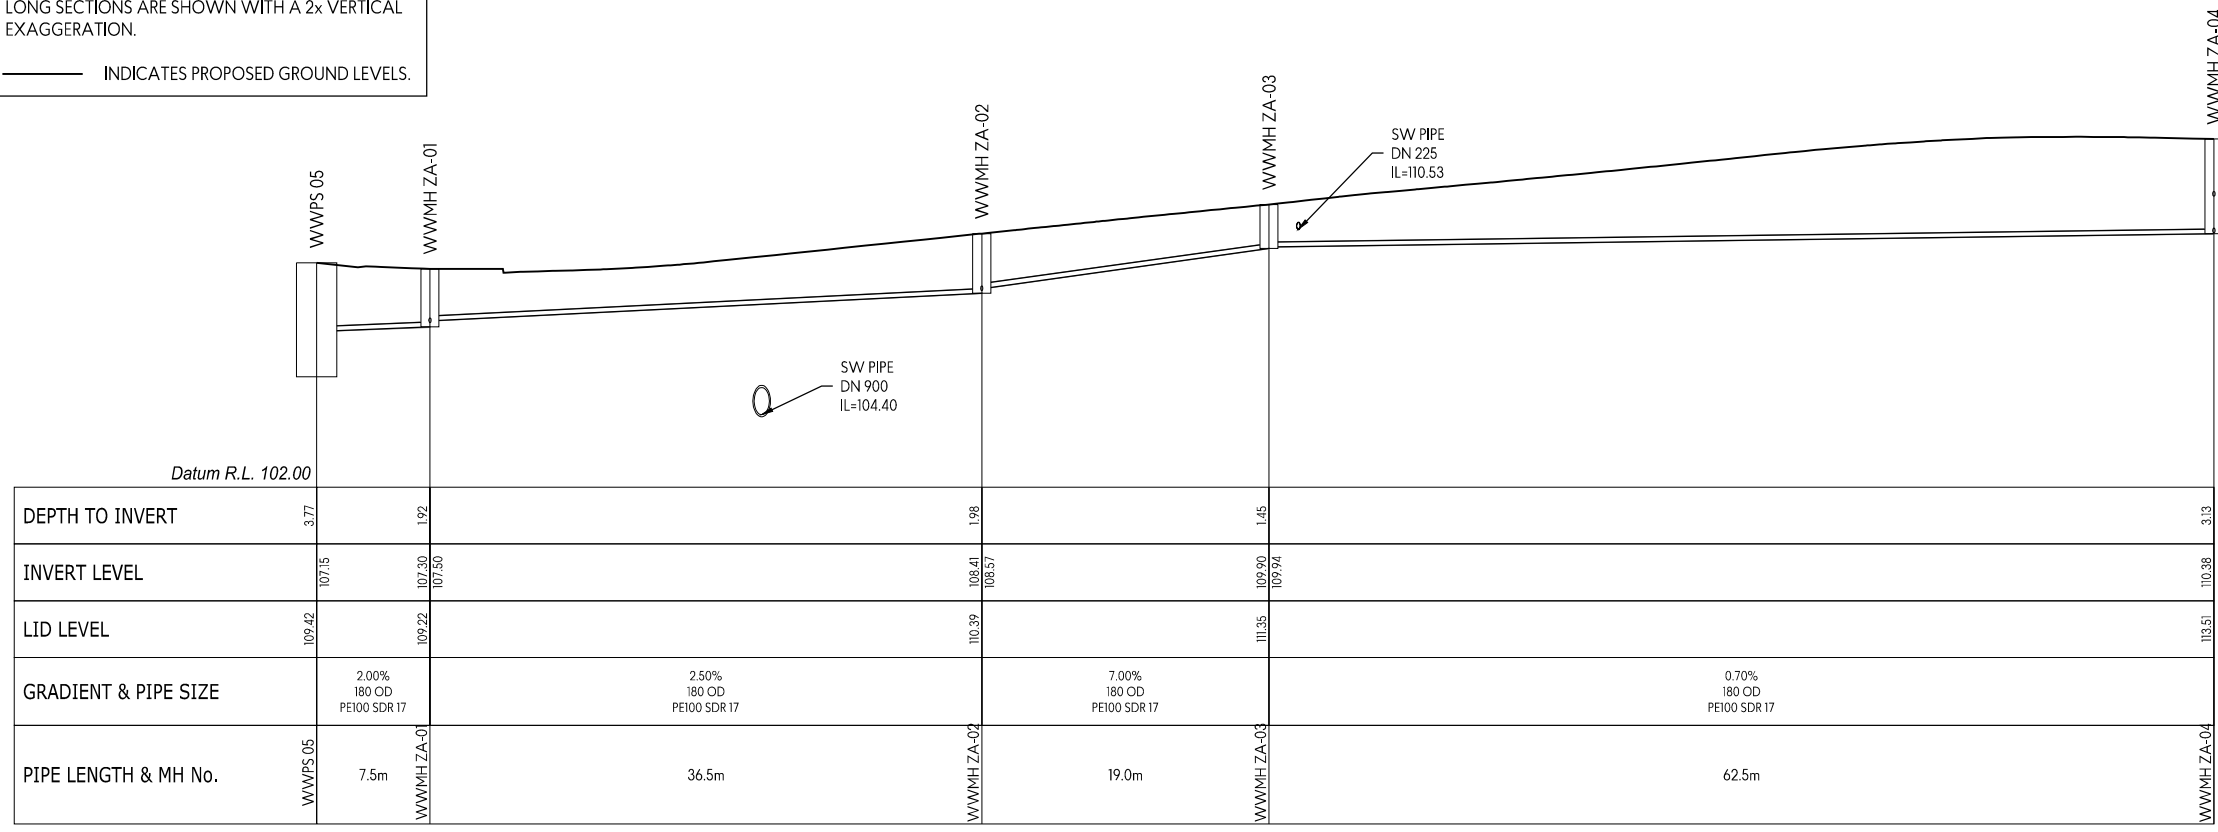 LONG SECTIONS ARE SHOWN WITH A 2x VERTICAL
EXAGGERATION.
INDICATES PROPOSED GROUND LEVELS.
WWPS 05
WWMH ZA-01
WWMH ZA-02
WWMH ZA-03
WWMH ZA-04
SW PIPE
DN 225
IL=110.53
SW PIPE
DN 900
IL=104.40
Datum R.L. 102.00
DEPTH TO INVERT
3.77
1.92
1.98
1.45
3.13
INVERT LEVEL
107.15
107.30
107.50
108.41
108.57
109.90
109.94
110.38
LID LEVEL
109.42
109.22
110.39
111.35
113.51
GRADIENT & PIPE SIZE
2.00%
180 OD
PE100 SDR 17
2.50%
180 OD
PE100 SDR 17
7.00%
180 OD
PE100 SDR 17
0.70%
180 OD
PE100 SDR 17
PIPE LENGTH & MH No.
WWPS 05
7.5m
WWMH ZA-01
36.5m
WWMH ZA-02
19.0m
WWMH ZA-03
62.5m
WWMH ZA-04